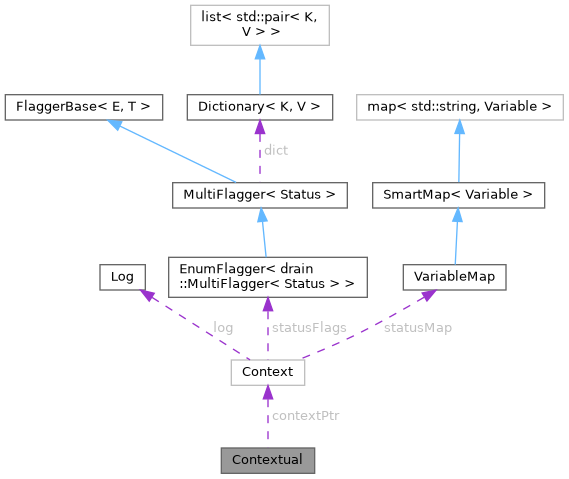 list< std::pair< K,
V > >
FlaggerBase< E, T >
Dictionary< K, V >
map< std::string, Variable >
dict
MultiFlagger< Status >
SmartMap< Variable >
Log
EnumFlagger< drain
::MultiFlagger< Status > >
VariableMap
log
statusFlags
statusMap
Context
contextPtr
Contextual